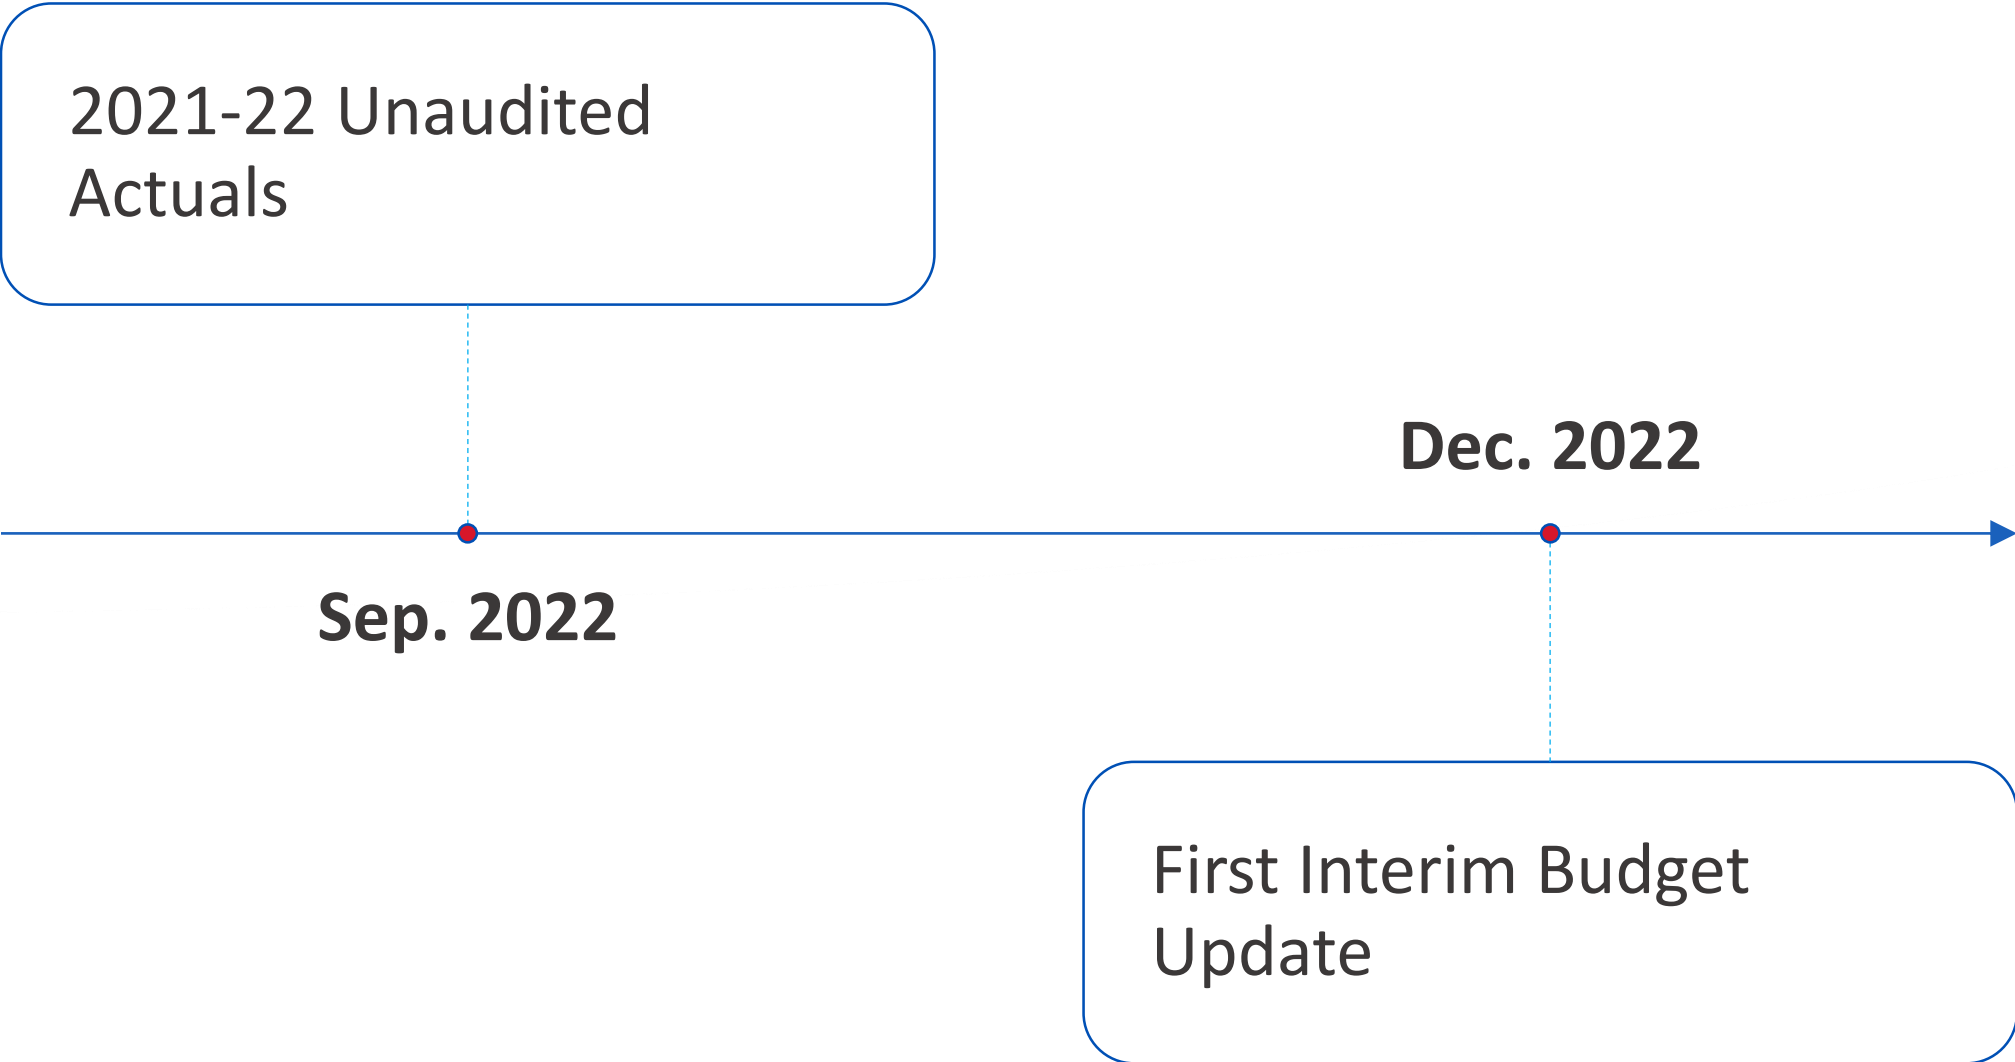 2021-22 Unaudited
Actuals
Dec. 2022
Sep. 2022
First Interim Budget
Update